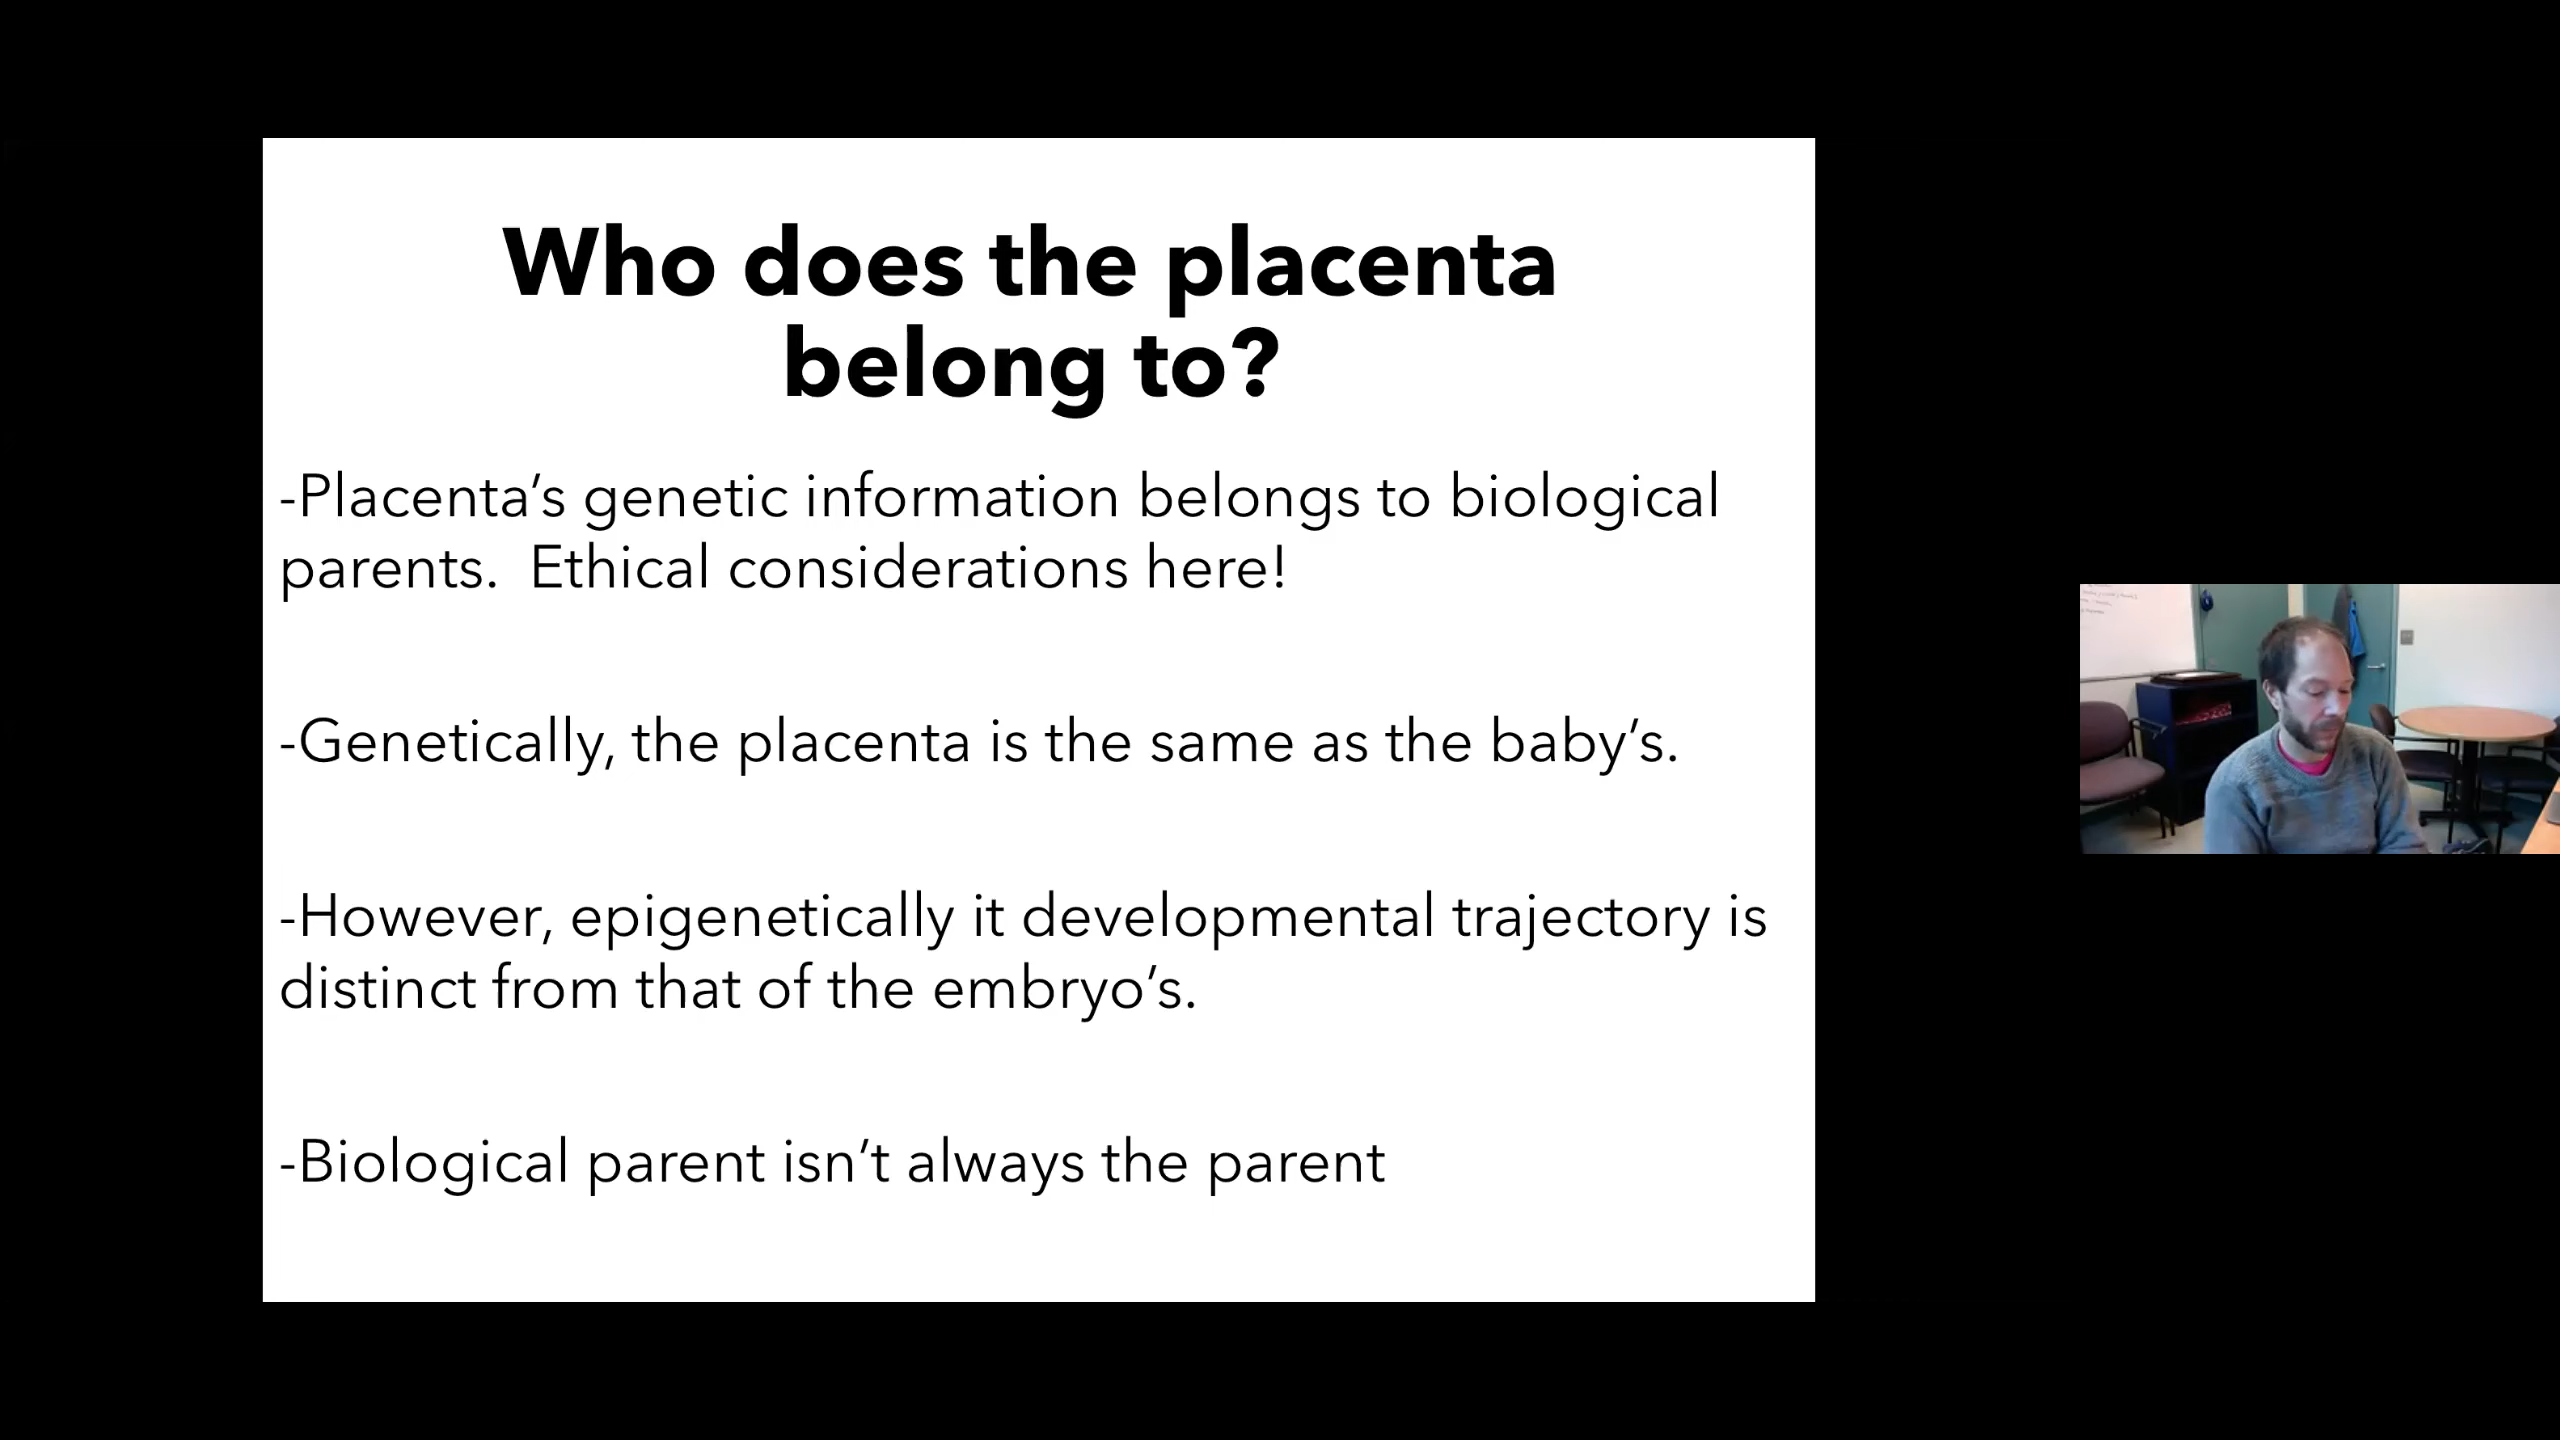 Who does the placenta
belong to?
-Placenta’s genetic information belongs to biological
parents.  Ethical considerations here!
-Genetically, the placenta is the same as the baby’s.
-However, epigenetically it developmental trajectory is
distinct from that of the embryo’s.
-Biological parent isn’t always the parent